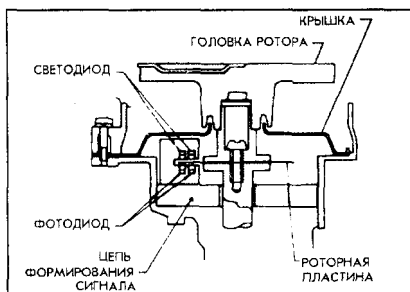 КРЫШКА
ГОЛОВКА РОТОРА
СВЕТОДИОД
ФОТОДИОД
ЦЕПЬ
ФОРМИРОВАНИЯ
СИГНАЛА
РОТОРНАЯ
ПЛАСТИНА